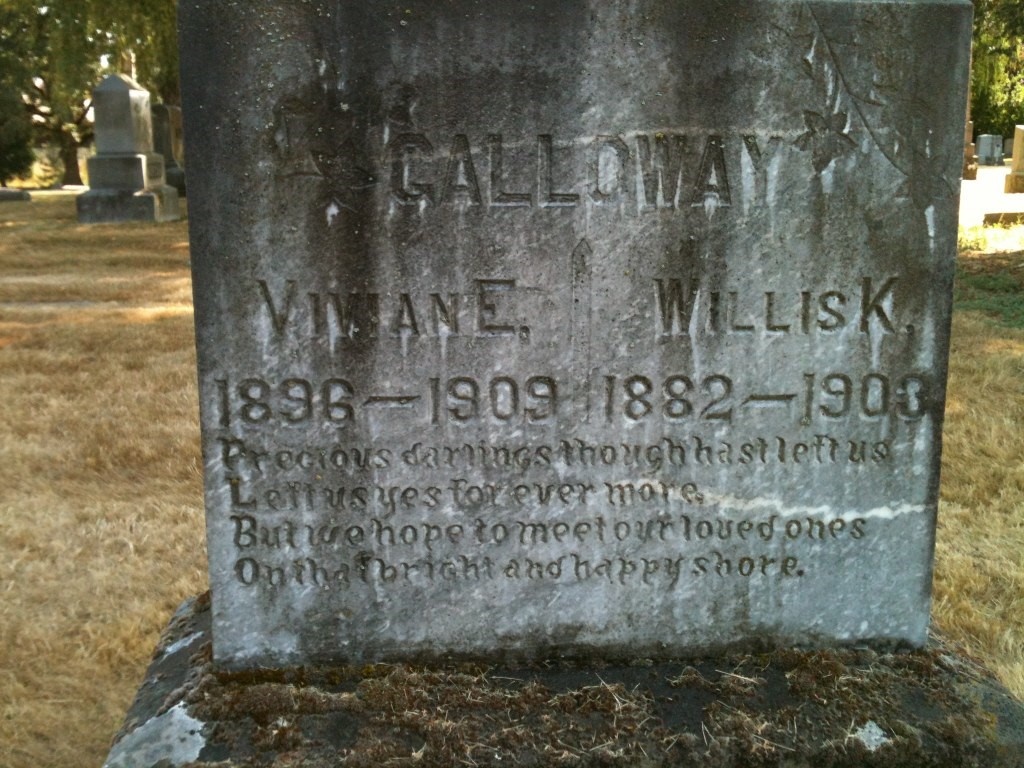 GALLOWAY
VIVIAN E. WILLIS K.
1896–1909 1882–1903
Precious darlings though hast left us
Left us yes for ever more.
But we hope to meet our loved ones
On that bright and happy shore.